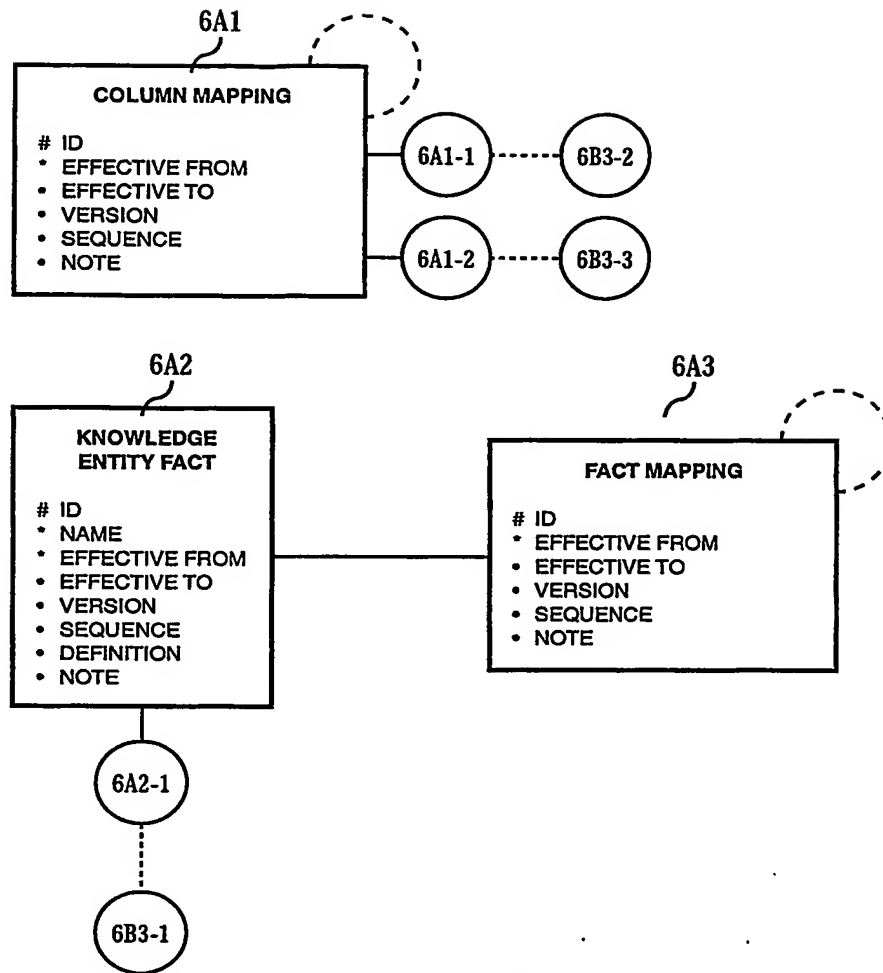 6A1
COLUMN MAPPING
# ID
* EFFECTIVE FROM
• EFFECTIVE TO
• VERSION
• SEQUENCE
• NOTE
6A1-1
6B3-2
6A1-2
6B3-3
6A2
KNOWLEDGE
ENTITY FACT
# ID
* NAME
* EFFECTIVE FROM
• EFFECTIVE TO
• VERSION
• SEQUENCE
• DEFINITION
• NOTE
6A3
FACT MAPPING
# ID
* EFFECTIVE FROM
• EFFECTIVE TO
• VERSION
• SEQUENCE
• NOTE
6A2-1
6B3-1